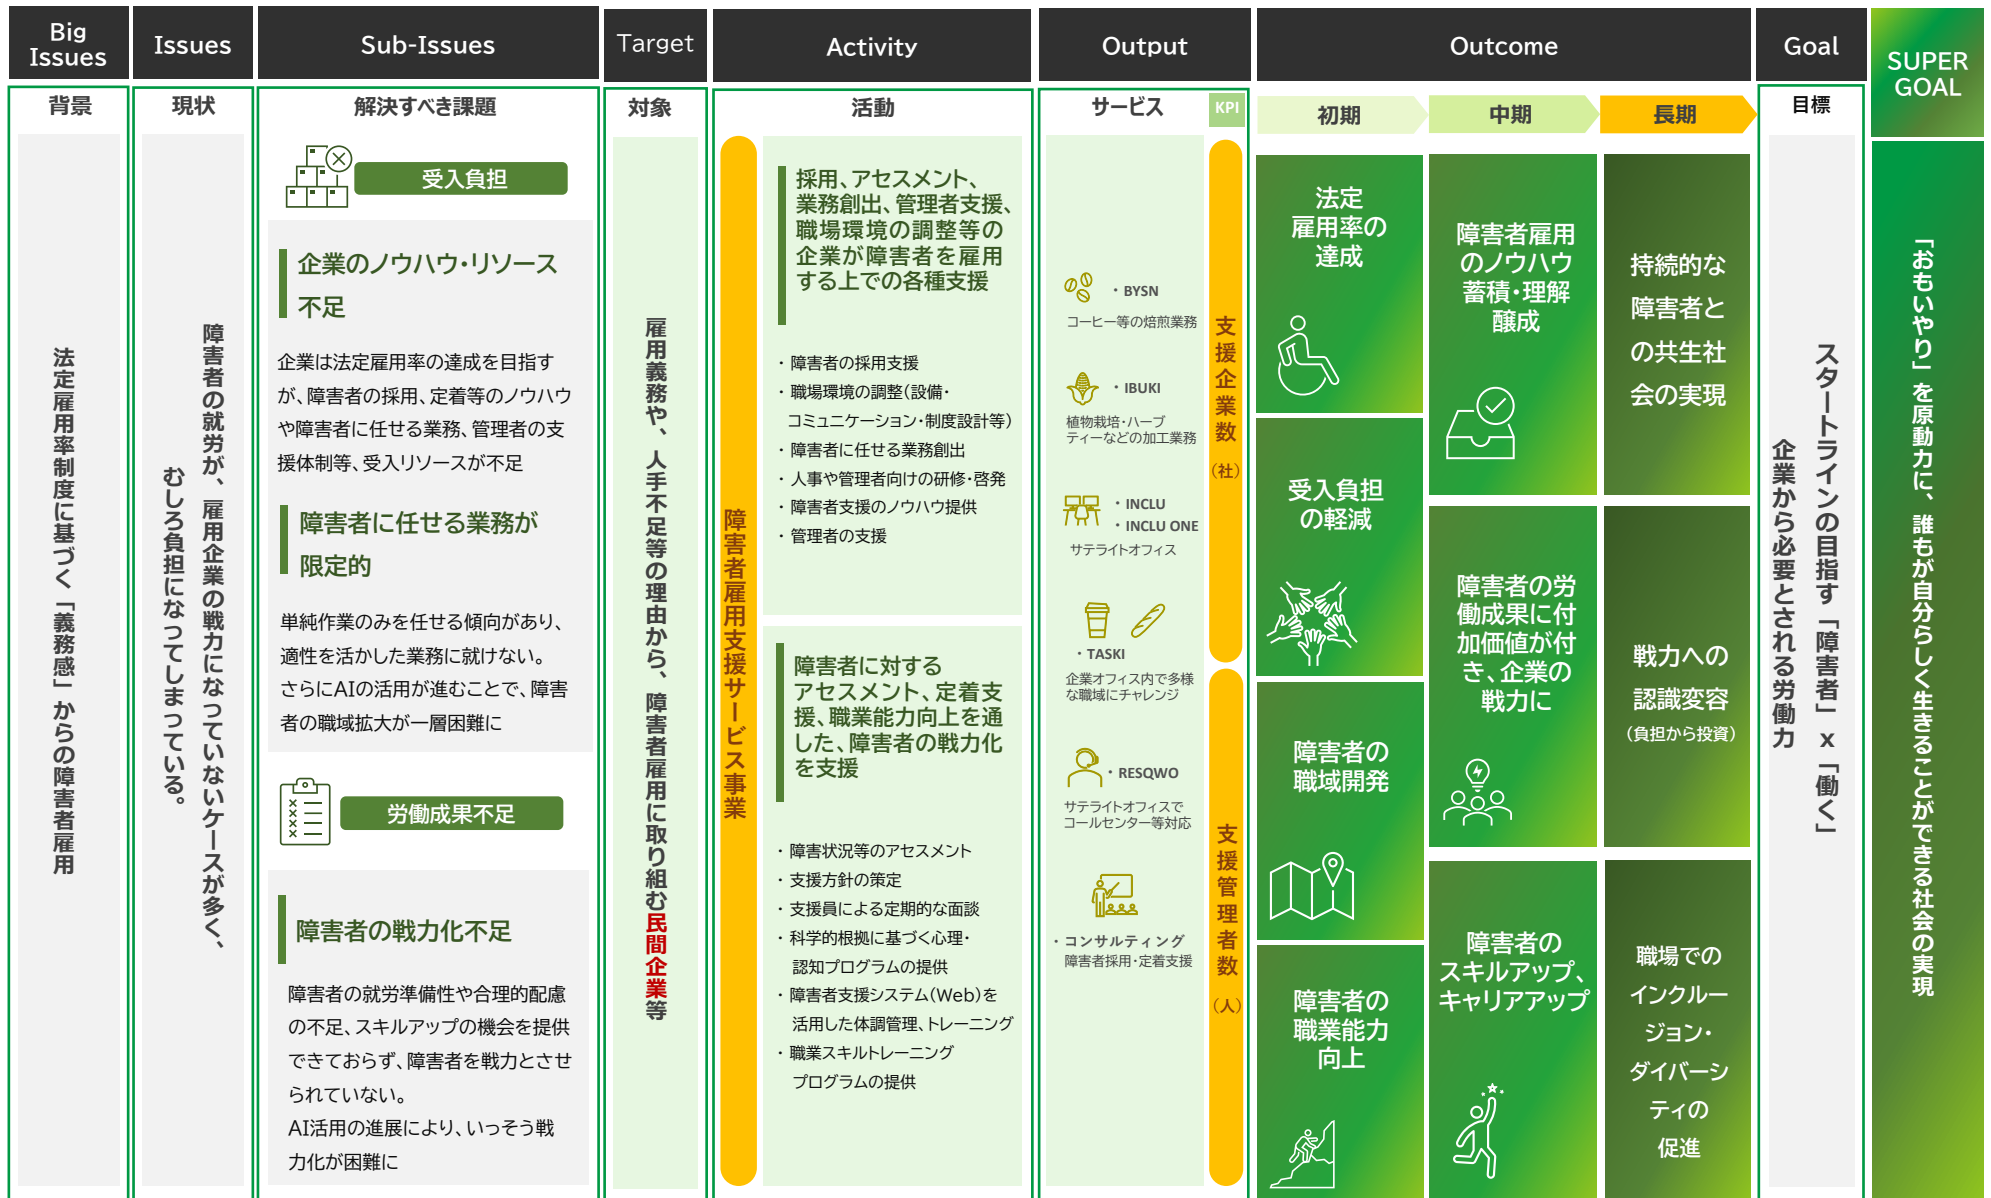 Big
Issues
Issues
Sub-Issues
Target
Activity
Output
Outcome
Goal
SUPER
GOAL
背景
法定雇用率制度に基づく「義務感」からの障害者雇用
現状
障害者の就労が、雇用企業の戦力になっていないケースが多く、
むしろ負担になってしまっている。
解決すべき課題
受入負担
企業のノウハウ・リソース
不足
企業は法定雇用率の達成を目指す
が、障害者の採用、定着等のノウハウ
や障害者に任せる業務、管理者の支
援体制等、受入リソースが不足
障害者に任せる業務が
限定的
単純作業のみを任せる傾向があり、
適性を活かした業務に就けない。
さらにAIの活用が進むことで、障害
者の職域拡大が一層困難に
労働成果不足
障害者の戦力化不足
障害者の就労準備性や合理的配慮
の不足、スキルアップの機会を提供
できておらず、障害者を戦力とさせ
られていない。
AI活用の進展により、いっそう戦
力化が困難に
対象
雇用義務や、人手不足等の理由から、障害者雇用に取り組む民間企業等
活動
障害者雇用支援サービス事業
採用、アセスメント、
業務創出、管理者支援、
職場環境の調整等の
企業が障害者を雇用
する上での各種支援
・障害者の採用支援
・職場環境の調整（設備・
コミュニケーション・制度設計等）
・障害者に任せる業務創出
・人事や管理者向けの研修・啓発
・障害者支援のノウハウ提供
・管理者の支援
障害者に対する
アセスメント、定着支
援、職業能力向上を通
した、障害者の戦力化
を支援
・障害状況等のアセスメント
・支援方針の策定
・支援員による定期的な面談
・科学的根拠に基づく心理・
認知プログラムの提供
・障害者支援システム（Web）を
活用した体調管理、トレーニング
・職業スキルトレーニング
プログラムの提供
サービス
KPI
・BYSN
コーヒー等の焙煎業務
・IBUKI
植物栽培・ハーブ
ティーなどの加工業務
・INCLU
・INCLU ONE
サテライトオフィス
・TASKI
企業オフィス内で多様
な職域にチャレンジ
・RESQWO
サテライトオフィスで
コールセンター等対応
・コンサルティング
障害者採用・定着支援
支援企業数（社）
支援管理者数（人）
初期
法定
雇用率の
達成
受入負担
の軽減
障害者の
職域開発
障害者の
職業能力
向上
中期
障害者雇用
のノウハウ
蓄積・理解
醸成
障害者の労
働成果に付
加価値が付
き、企業の
戦力に
障害者の
スキルアップ、
キャリアアップ
長期
持続的な
障害者と
の共生社
会の実現
戦力への
認識変容
（負担から投資）
職場での
インクルー
ジョン・
ダイバーシ
ティの
促進
目標
スタートラインの目指す「障害者」x「働く」
企業から必要とされる労働力
「おもいやり」を原動力に、誰もが自分らしく生きることができる社会の実現